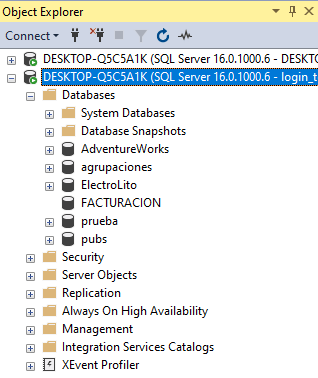 Object Explorer
Connect
DESKTOP-Q5C5A1K (SQL Server 16.0.1000.6 - DESKT
DESKTOP-Q5C5A1K (SQL Server 16.0.1000.6 - login_t
Databases
System Databases
Database Snapshots
AdventureWorks
agrupaciones
ElectroLito
FACTURACION
prueba
pubs
Security
Server Objects
Replication
Always On High Availability
Management
Integration Services Catalogs
XEvent Profiler